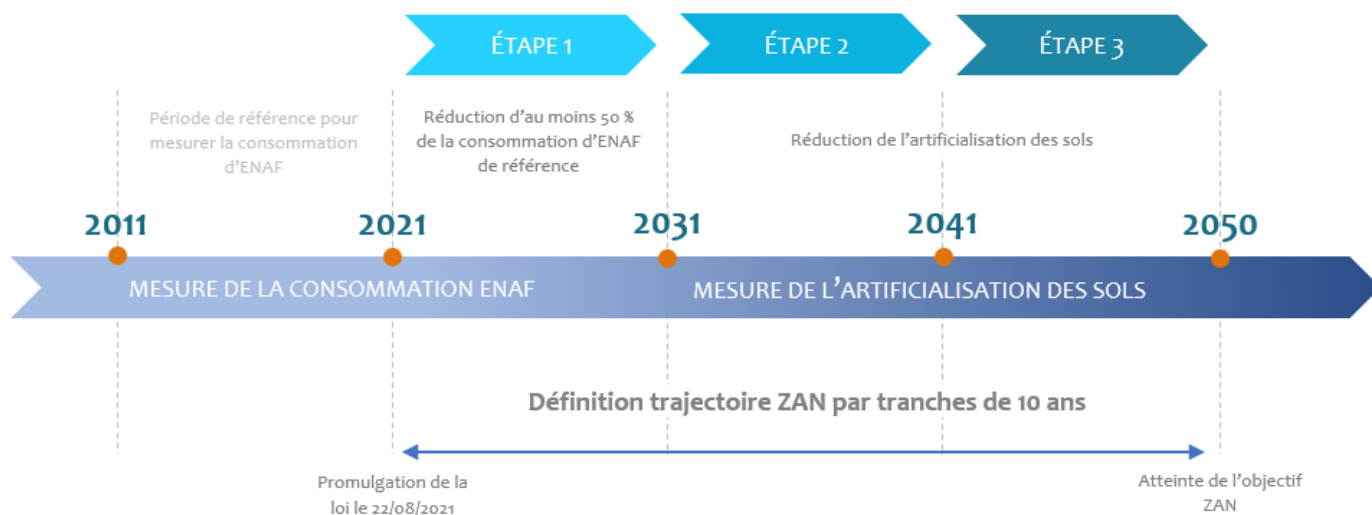 ÉTAPE 1
ÉTAPE 2
ÉTAPE 3
Période de référence pour
mesurer la consommation
d'ENAF
Réduction d'au moins 50 %
de la consommation d'ENAF
de référence
Réduction de l'artificialisation des sols
2011
2021
2031
2041
2050
MESURE DE LA CONSOMMATION ENAF
MESURE DE L'ARTIFICIALISATION DES SOLS
Définition trajectoire ZAN par tranches de 10 ans
Promulgation de la
loi le 22/08/2021
Atteinte de l'objectif
ZAN